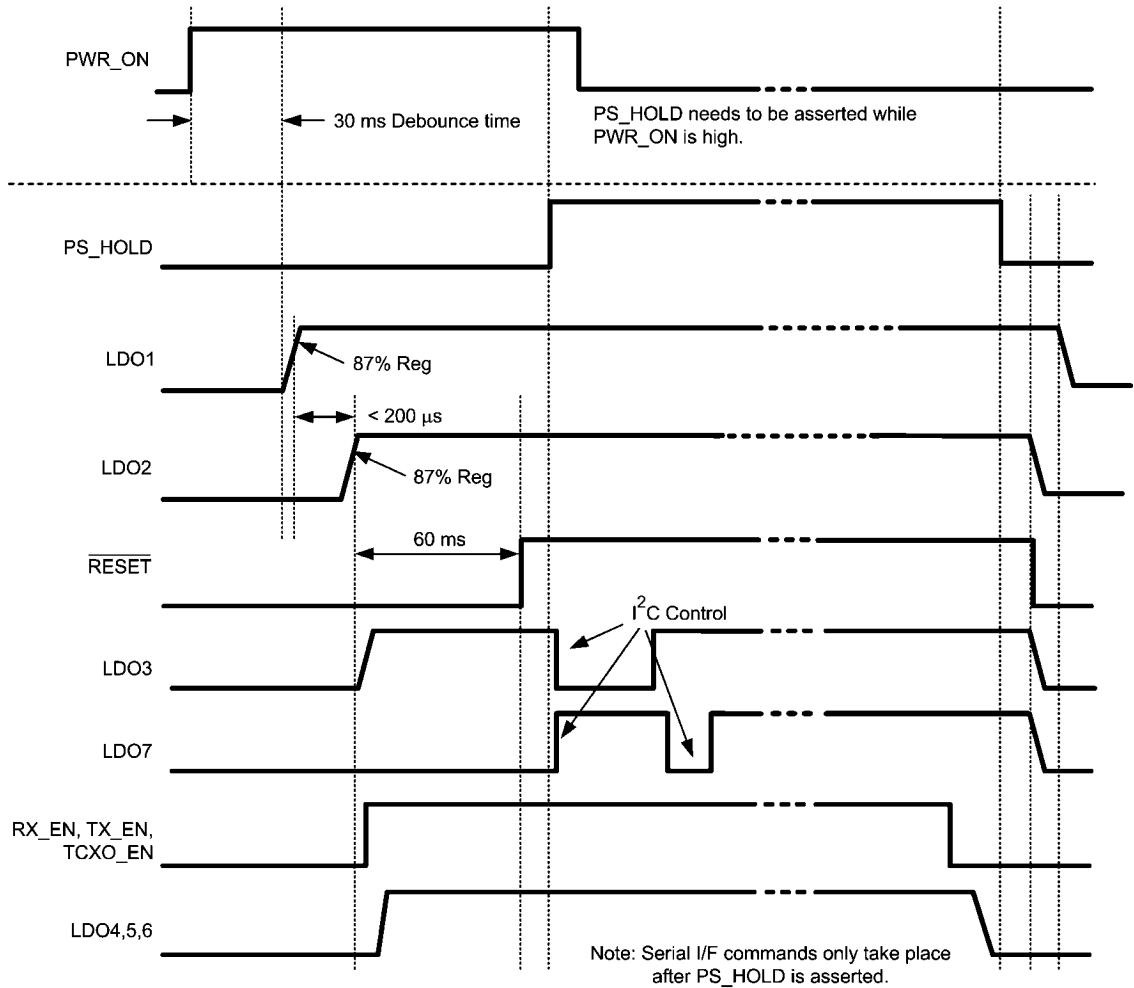 PWR_ON
30 ms Debounce time
PS_HOLD needs to be asserted while
PWR_ON is high.
PS_HOLD
LDO1
87% Reg
< 200 µs
LDO2
87% Reg
60 ms
RESET
I2C Control
LDO3
LDO7
RX_EN, TX_EN,
TCXO_EN
LDO4,5,6
Note: Serial I/F commands only take place
after PS_HOLD is asserted.